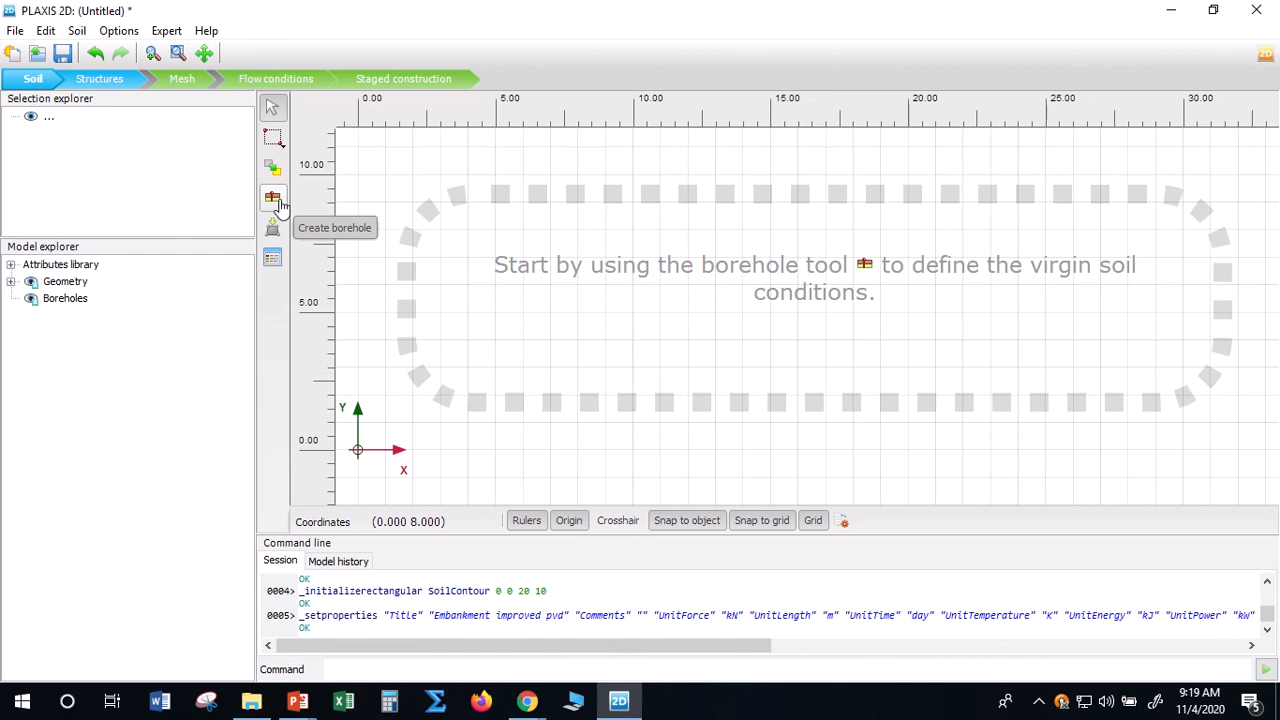 PLAXIS 2D: (Untitled) *
File Edit Soil Options Expert Help
2D
Soil Structures Mesh Flow conditions Staged construction
Selection explorer
...
Model explorer
Attributes library
Geometry
Boreholes
Create borehole
0.00 5.00 10.00 15.00 20.00 25.00 30.00
10.00
5.00
0.00
Start by using the borehole tool to define the virgin soil
conditions.
Y
X
Coordinates (0.000 8.000) Rulers Origin Crosshair Snap to object Snap to grid Grid
Command line
Session Model history
OK
0004> _initializerectangular SoilContour 0 0 20 10
OK
0005> _setproperties "Title" "Embankment improved pvd" "Comments" "" "UnitForce" "kN" "UnitLength" "m" "UnitTime" "day" "UnitTemperature" "K" "UnitEnergy" "kJ" "UnitPower" "kW"
OK
Command
2D
9:19 AM
11/4/2020
5